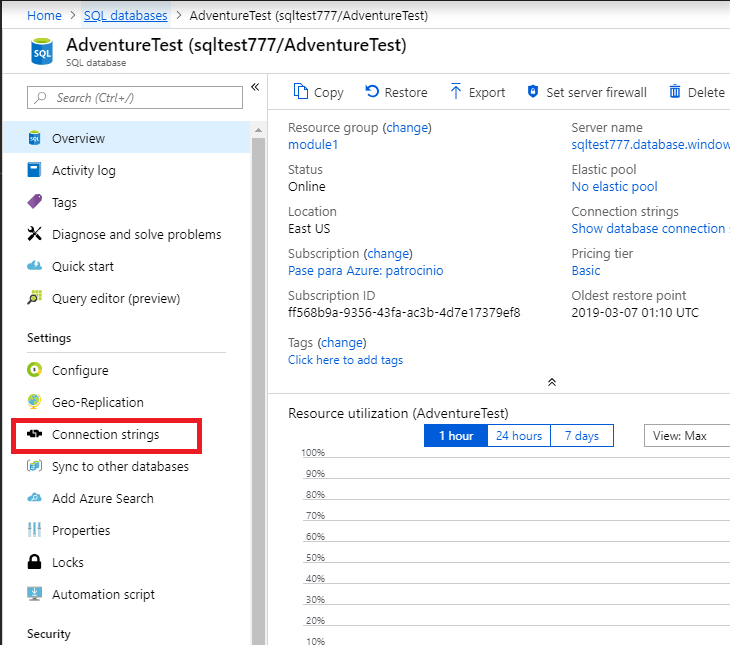 Home > SQL databases > AdventureTest (sqltest777/AdventureTest)
SQL
AdventureTest (sqltest777/AdventureTest)
SQL database
Search (Ctrl+/)
«
Overview
Activity log
Tags
Diagnose and solve problems
Quick start
Query editor (preview)
Settings
Configure
Geo-Replication
Connection strings
Sync to other databases
Add Azure Search
Properties
Locks
Automation script
Security
Copy Restore Export Set server firewall Delete
Resource group (change)
module1
Status
Online
Location
East US
Subscription (change)
Pase para Azure: patrocinio
Subscription ID
ff568b9a-9356-43fa-ac3b-4d7e17379ef8
Tags (change)
Click here to add tags
Server name
sqltest777.database.window
Elastic pool
No elastic pool
Connection strings
Show database connection s
Pricing tier
Basic
Oldest restore point
2019-03-07 01:10 UTC
Resource utilization (AdventureTest)
1 hour 24 hours 7 days View: Max
100%
90%
80%
70%
60%
50%
40%
30%
20%
10%